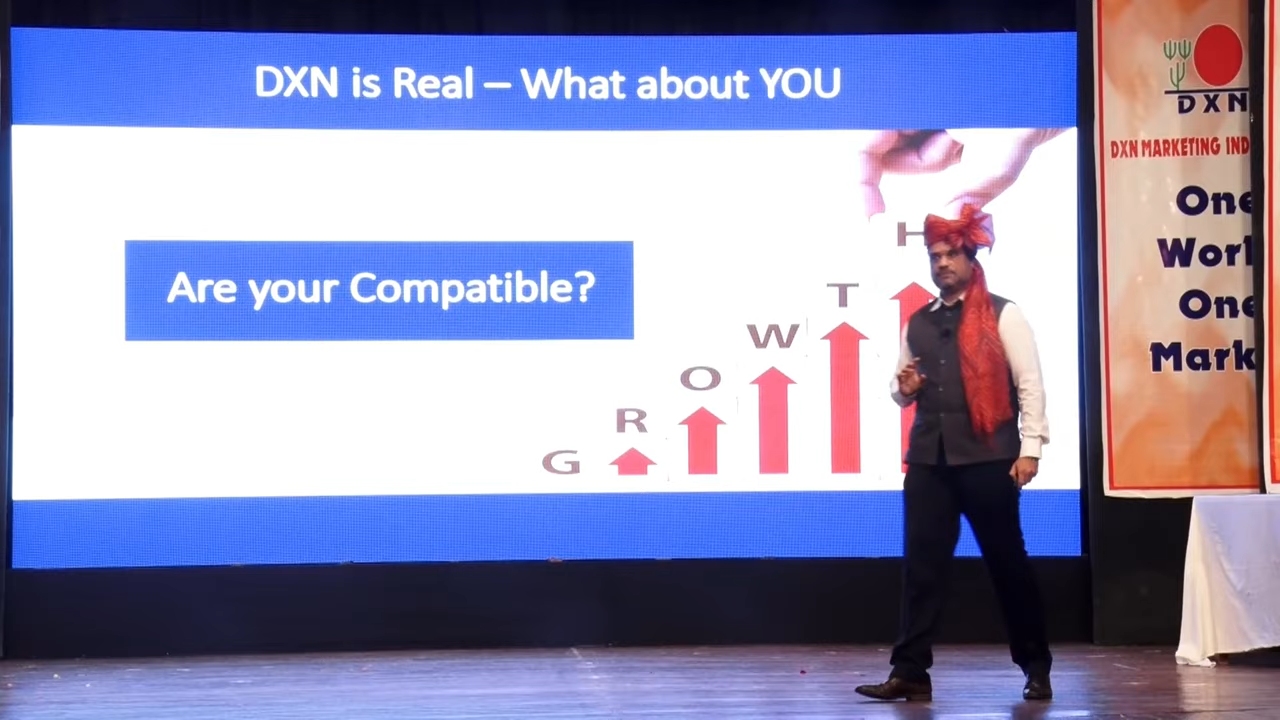 DXN is Real – What about YOU
Are your Compatible?
G
R
O
W
T
H
DXN
DXN MARKETING IND
One
Worl
One
Mark